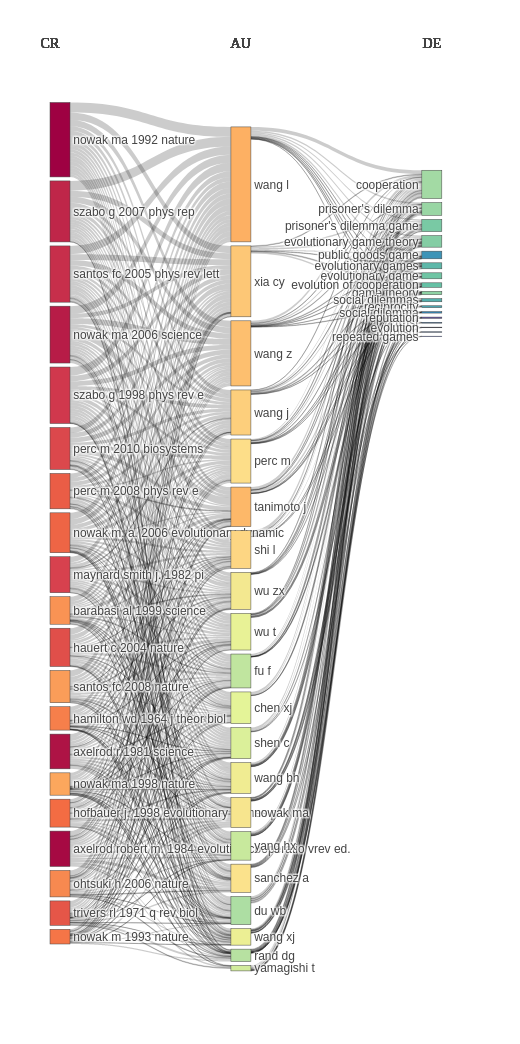 CR
AU
DE
nowak ma 1992 nature
szabo g 2007 phys rep
santos fc 2005 phys rev lett
nowak ma 2006 science
szabo g 1998 phys rev e
perc m 2010 biosystems
perc m 2008 phys rev e
nowak m. a. 2006 evolutionary dynamic
maynard smith j. 1982 pi
barabasi al 1999 science
hauert c 2004 nature
santos fc 2008 nature
hamilton wd 1964 j theor biol
axelrod r 1981 science
nowak ma 1998 nature
hofbauer j. 1998 evolutionary
axelrod robert m. 1984 evolut vrev ed.
ohtsuki h 2006 nature
trivers rl 1971 q rev biol
nowak m 1993 nature
wang l
xia cy
wang z
wang j
perc m
tanimoto j
shi l
wu zx
wu t
fu f
chen xj
shen c
wang bh
nowak ma
yang hx
sanchez a
du wb
wang xj
rand dg
yamagishi t
cooperation
prisoner's dilemma
prisoner's dilemma game
evolutionary game theory
public goods game
evolutionary games
evolutionary game
evolution of cooperation
game theory
social dilemmas
reciprocity
social dilemma
reputation
evolution
repeated games